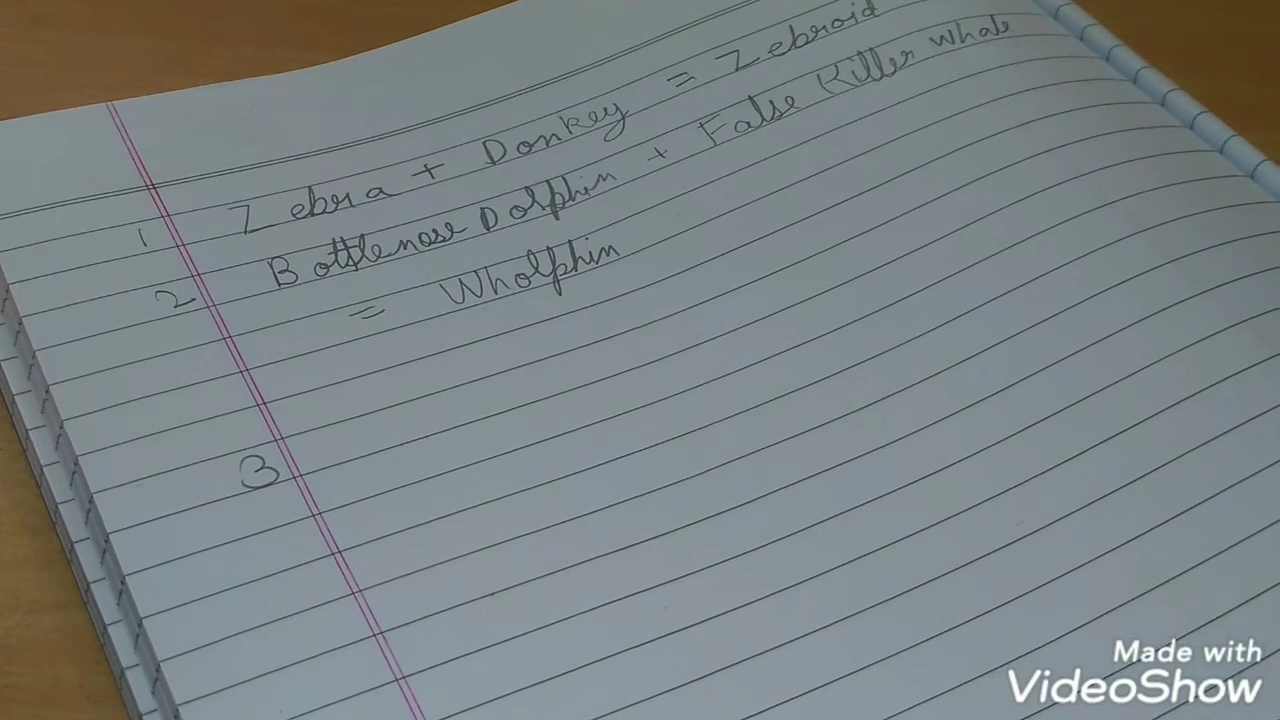 1 Zebra + Donkey = Zebroid
2 Bottlenose Dolphin + False Killer Whale
= Wholphin
3
Made with
VideoShow